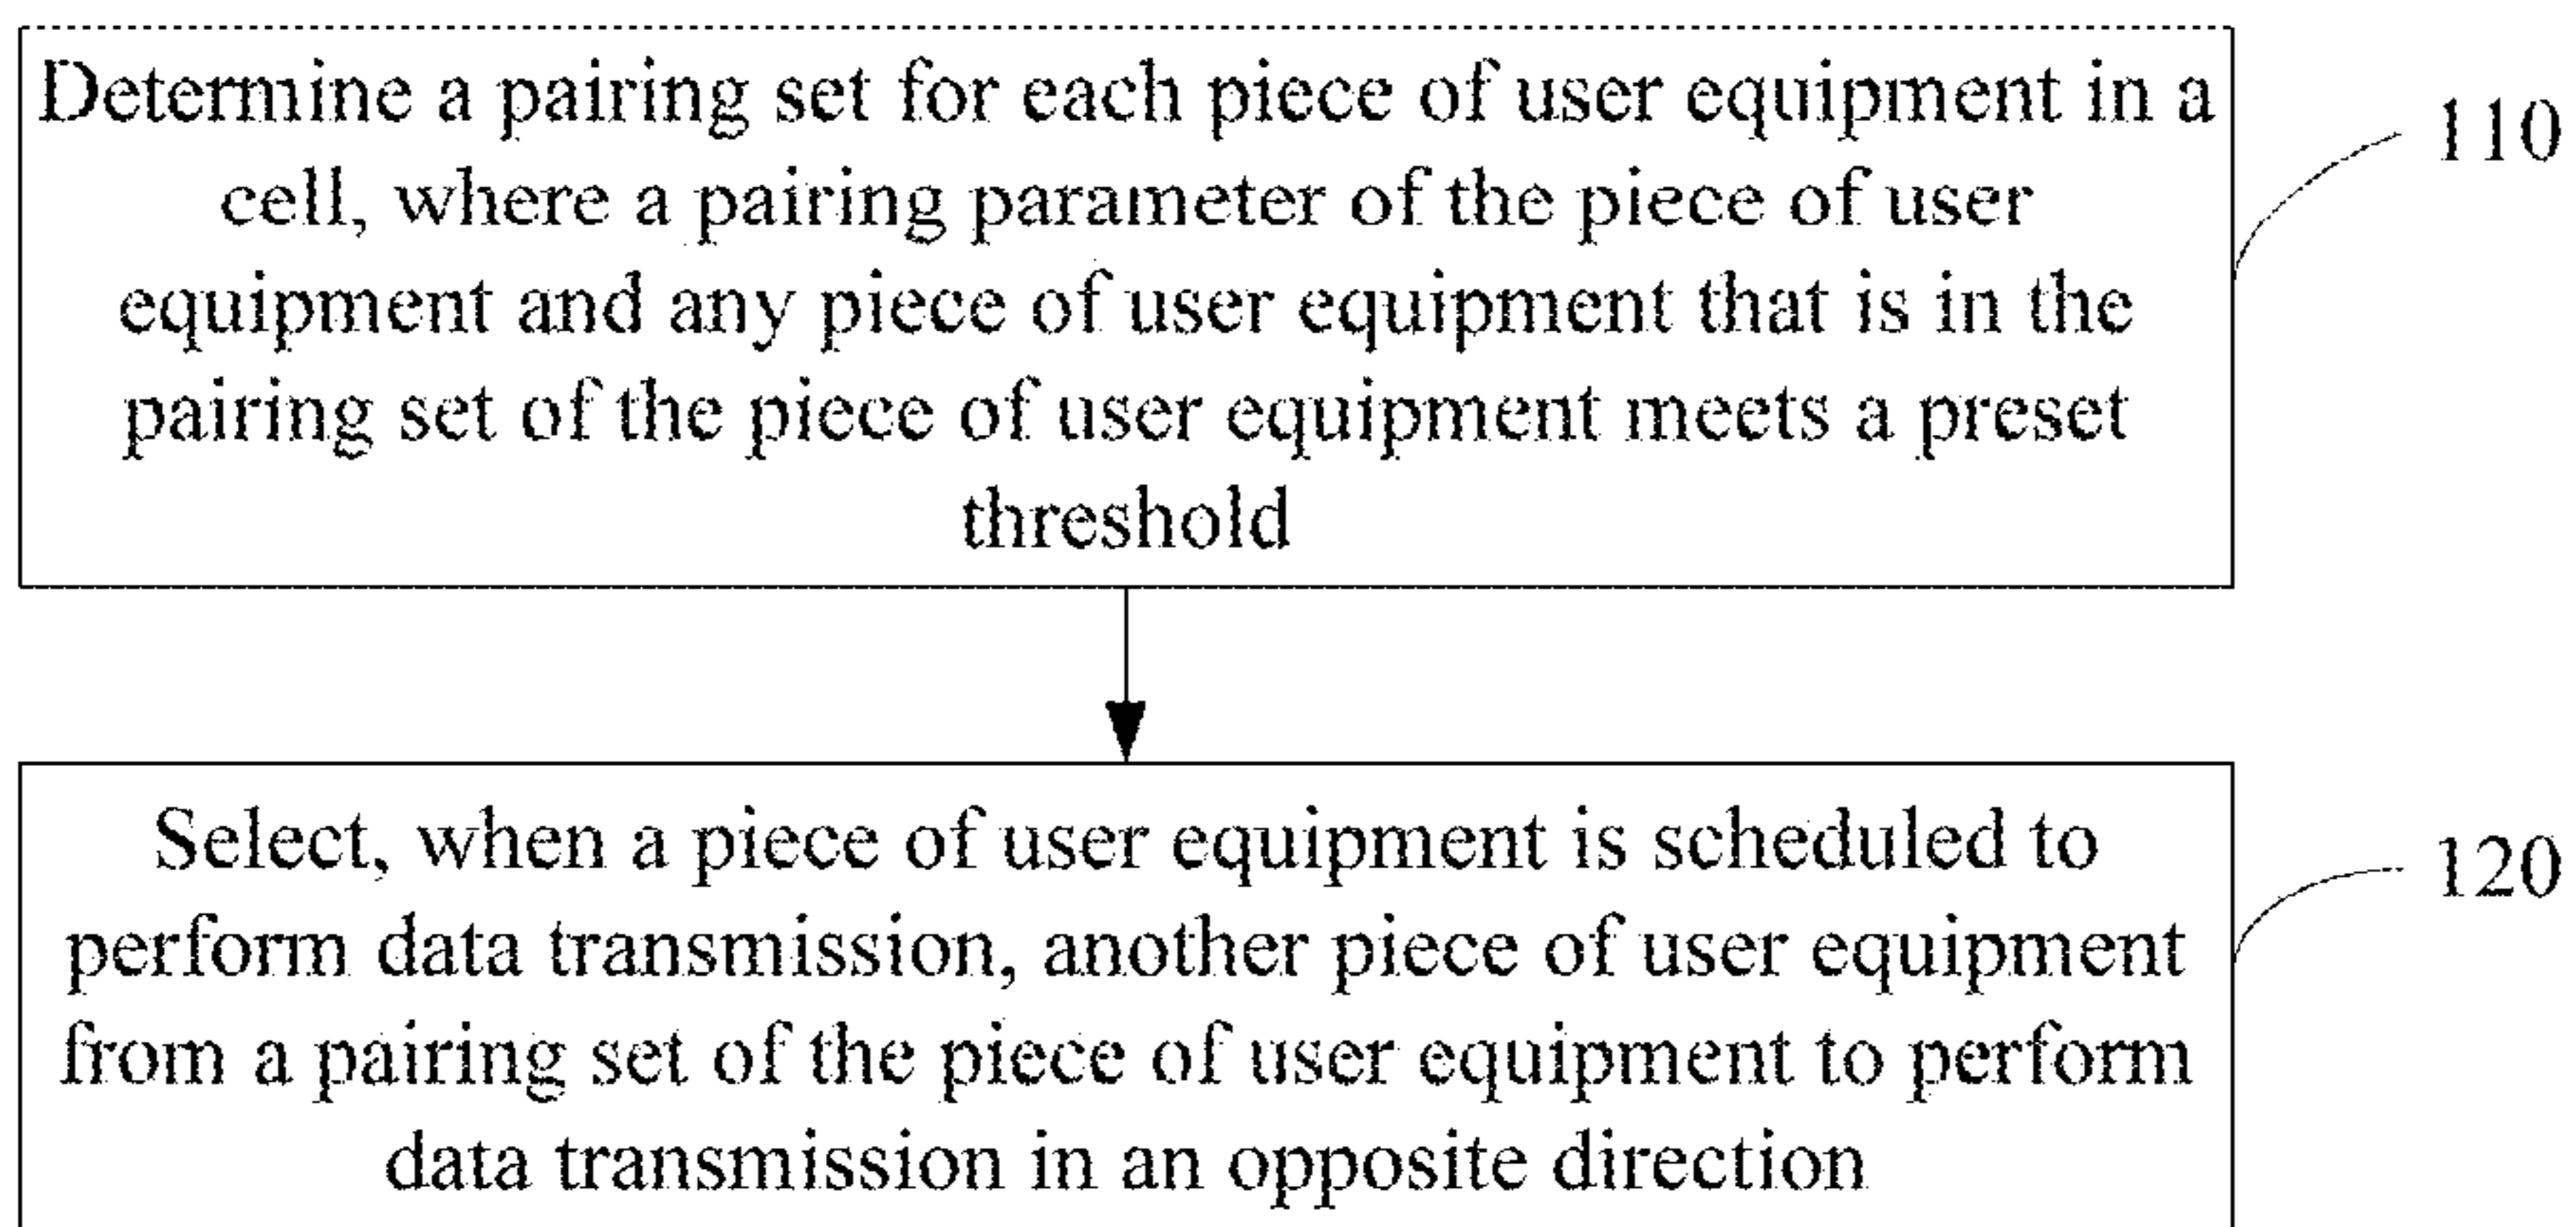 Determine a pairing set for each piece of user equipment in a
cell, where a pairing parameter of the piece of user
equipment and any piece of user equipment that is in the
pairing set of the piece of user equipment meets a preset
threshold
110
Select, when a piece of user equipment is scheduled to
perform data transmission, another piece of user equipment
from a pairing set of the piece of user equipment to perform
data transmission in an opposite direction
120